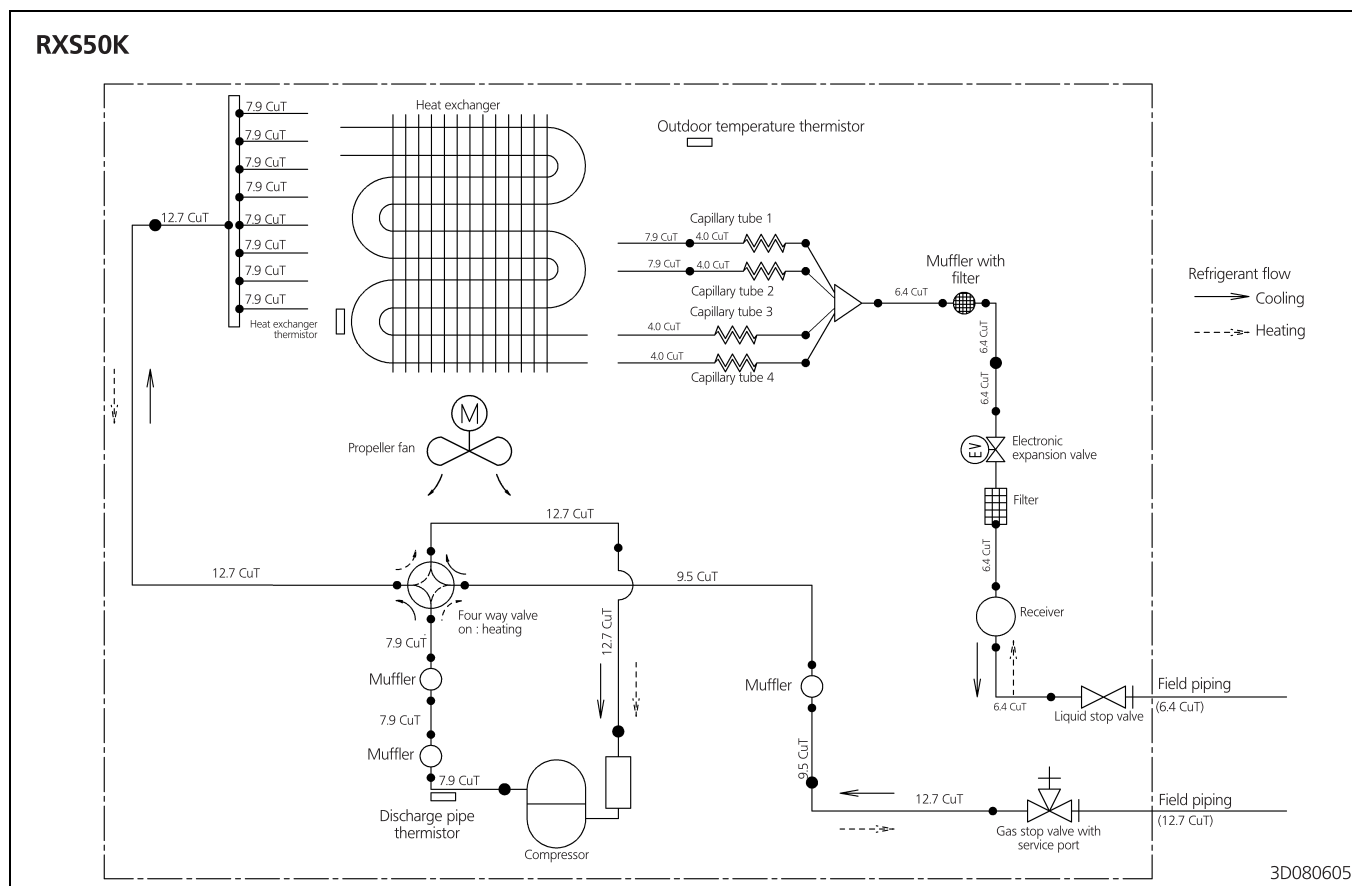 RXS50K
7.9 CuT
7.9 CuT
7.9 CuT
7.9 CuT
7.9 CuT
7.9 CuT
7.9 CuT
7.9 CuT
12.7 CuT
Heat exchanger
Heat exchanger
thermistor
Outdoor temperature thermistor
Capillary tube 1
7.9 CuT
4.0 CuT
7.9 CuT
4.0 CuT
Capillary tube 2
Capillary tube 3
4.0 CuT
4.0 CuT
Capillary tube 4
6.4 CuT
Muffler with
filter
6.4 CuT
6.4 CuT
Refrigerant flow
Cooling
Heating
M
Propeller fan
EV
Electronic
expansion valve
Filter
6.4 CuT
Receiver
12.7 CuT
12.7 CuT
9.5 CuT
Four way valve
on : heating
12.7 CuT
7.9 CuT
Muffler
7.9 CuT
Muffler
7.9 CuT
Discharge pipe
thermistor
Compressor
Muffler
9.5 CuT
6.4 CuT
Liquid stop valve
Field piping
(6.4 CuT)
12.7 CuT
Gas stop valve with
service port
Field piping
(12.7 CuT)
3D080605